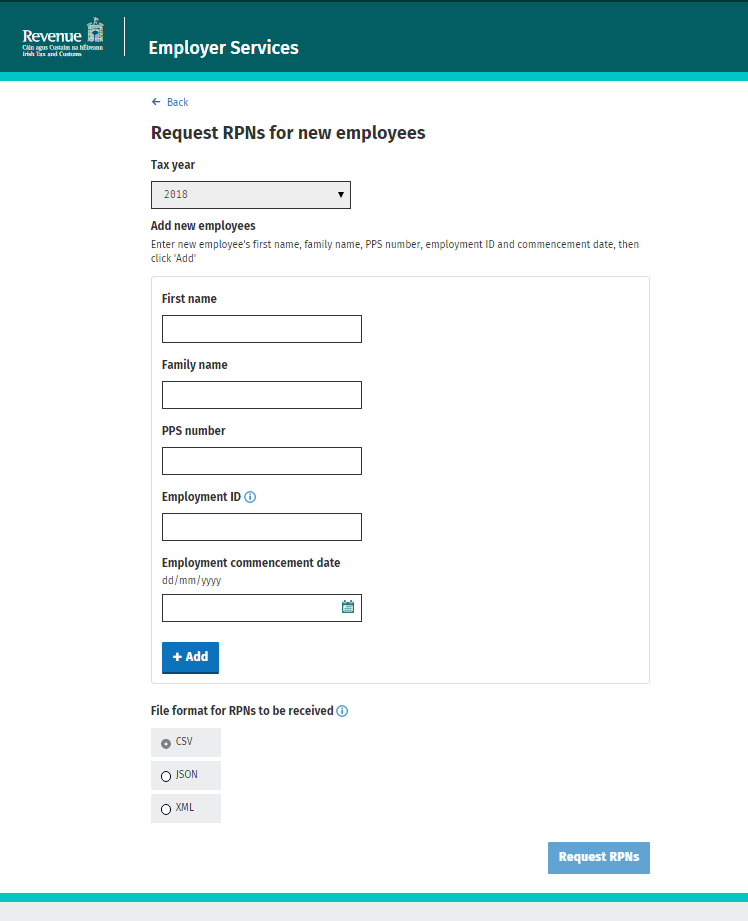 Revenue
Cáin agus Custaim na hÉireann
Irish Tax and Customs
Employer Services
← Back
Request RPNs for new employees
Tax year
2018
Add new employees
Enter new employee's first name, family name, PPS number, employment ID and commencement date, then
click 'Add'
First name
Family name
PPS number
Employment ID
Employment commencement date
dd/mm/yyyy
+ Add
File format for RPNs to be received
CSV
JSON
XML
Request RPNs